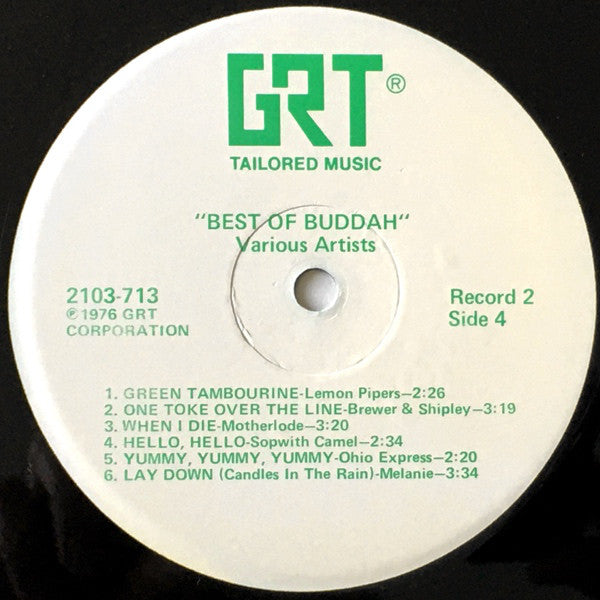 GRT®
TAILORED MUSIC
"BEST OF BUDDAH"
Various Artists
2103-713
℗1976 GRT
CORPORATION
Record 2
Side 4
1. GREEN TAMBOURINE-Lemon Pipers—2:26
2. ONE TOKE OVER THE LINE-Brewer & Shipley—3:19
3. WHEN I DIE-Motherlode—3:20
4. HELLO, HELLO-Sopwith Camel—2:34
5. YUMMY, YUMMY, YUMMY-Ohio Express—2:20
6. LAY DOWN (Candles In The Rain)-Melanie—3:34